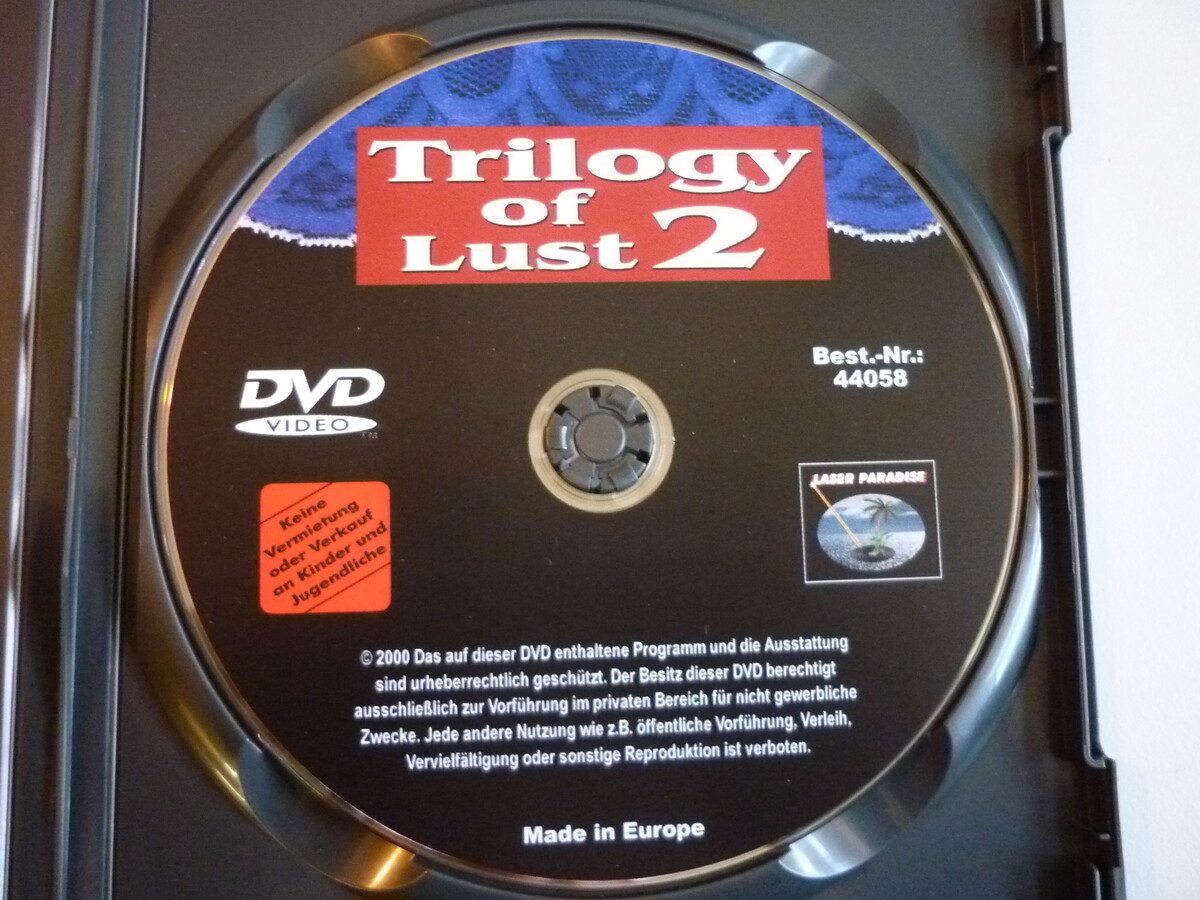 Trilogy
of
Lust 2
DVD
VIDEO
TM
Best.-Nr.:
44058
LASER PARADISE
Keine
Vermietung
oder Verkauf
an Kinder und
Jugendliche
© 2000 Das auf dieser DVD enthaltene Programm und die Ausstattung
sind urheberrechtlich geschützt. Der Besitz dieser DVD berechtigt
ausschließlich zur Vorführung im privaten Bereich für nicht gewerbliche
Zwecke. Jede andere Nutzung wie z.B. öffentliche Vorführung, Verleih,
Vervielfältigung oder sonstige Reproduktion ist verboten.
Made in Europe